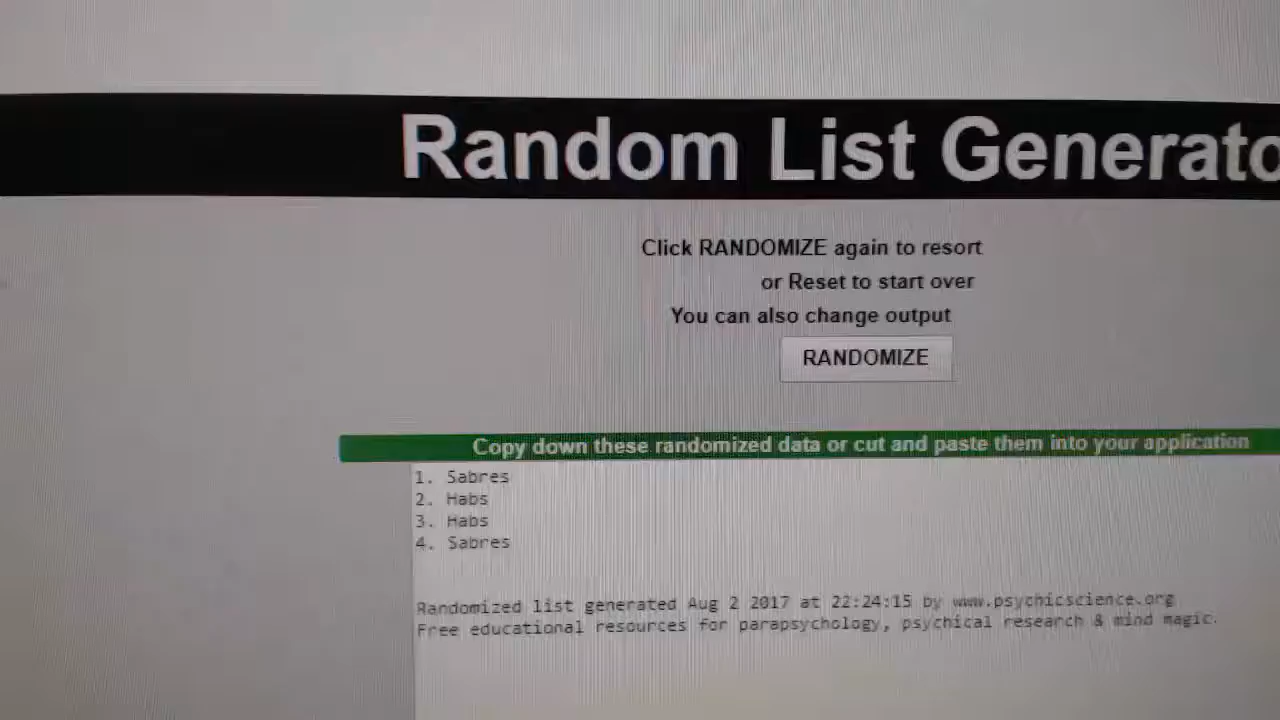 Random List Generato
Click RANDOMIZE again to resort
or Reset to start over
You can also change output
RANDOMIZE
Copy down these randomized data or cut and paste them into your application
1. Sabres
2. Habs
3. Habs
4. Sabres
Randomized list generated Aug 2 2017 at 22:24:15 by www.psychicscience.org
Free educational resources for parapsychology, psychical research & mind magic.